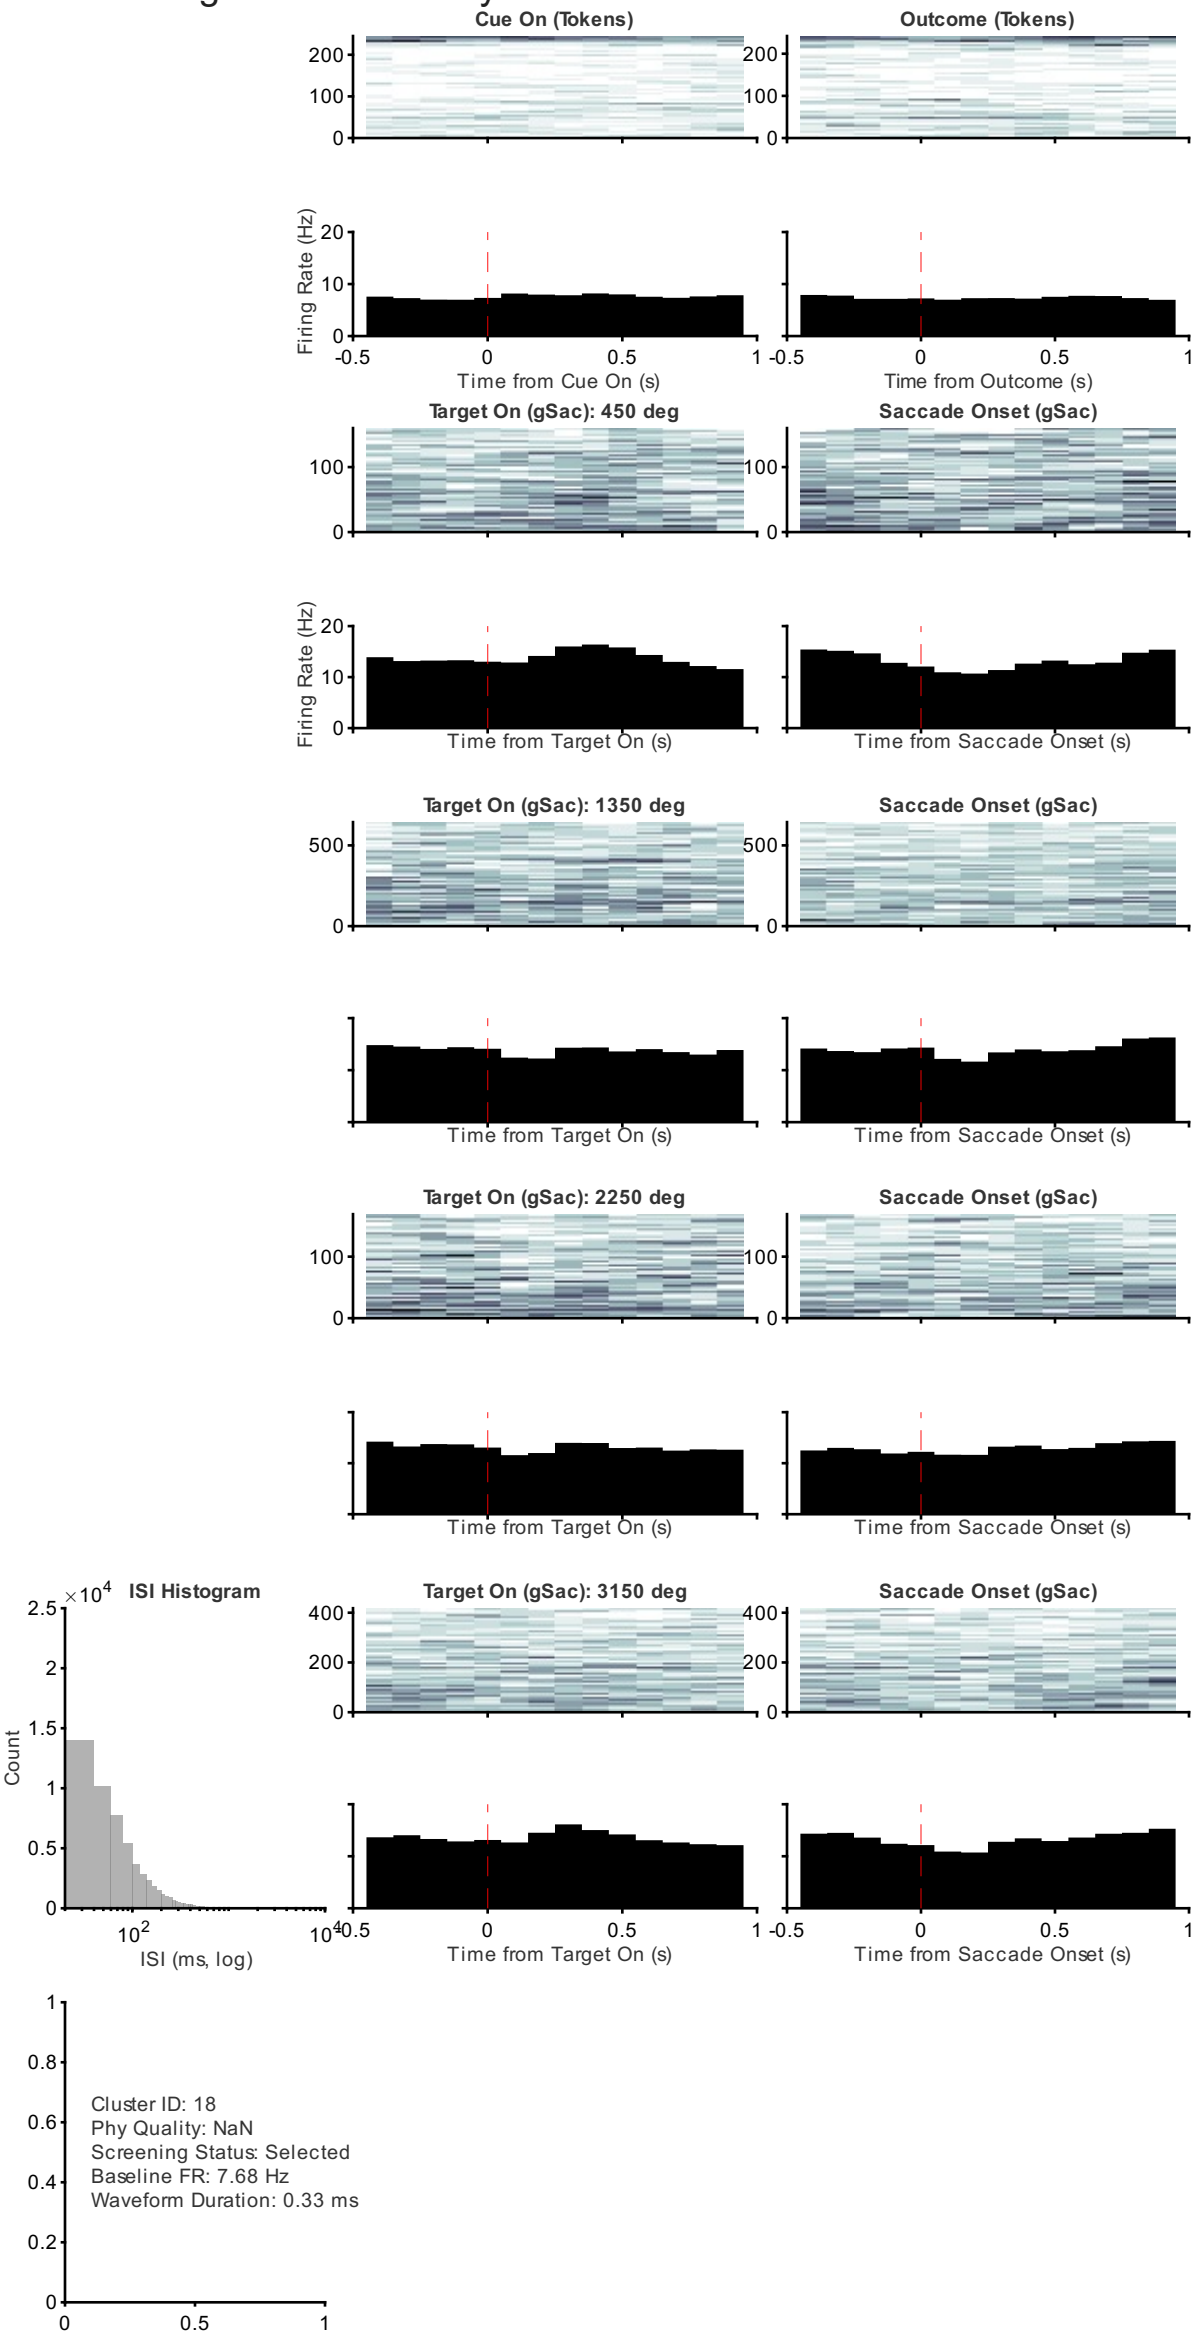 Cue On (Tokens)
Outcome (Tokens)
200
100
0
200
100
0
Firing Rate (Hz)
20
10
0
-0.5
0
0.5
1
-0.5
0
0.5
1
Time from Cue On (s)
Time from Outcome (s)
Target On (gSac): 450 deg
Saccade Onset (gSac)
100
0
100
0
Firing Rate (Hz)
20
10
0
Time from Target On (s)
Time from Saccade Onset (s)
Target On (gSac): 1350 deg
Saccade Onset (gSac)
500
0
500
0
Time from Target On (s)
Time from Saccade Onset (s)
Target On (gSac): 2250 deg
Saccade Onset (gSac)
100
0
100
0
Time from Target On (s)
Time from Saccade Onset (s)
×10^4
ISI Histogram
2.5
2
1.5
1
0.5
0
Count
10^2
10^4
ISI (ms, log)
Target On (gSac): 3150 deg
Saccade Onset (gSac)
400
200
0
400
200
0
-0.5
0
0.5
1
-0.5
0
0.5
1
Time from Target On (s)
Time from Saccade Onset (s)
1
0.8
0.6
0.4
0.2
0
0
0.5
1
Cluster ID: 18
Phy Quality: NaN
Screening Status: Selected
Baseline FR: 7.68 Hz
Waveform Duration: 0.33 ms